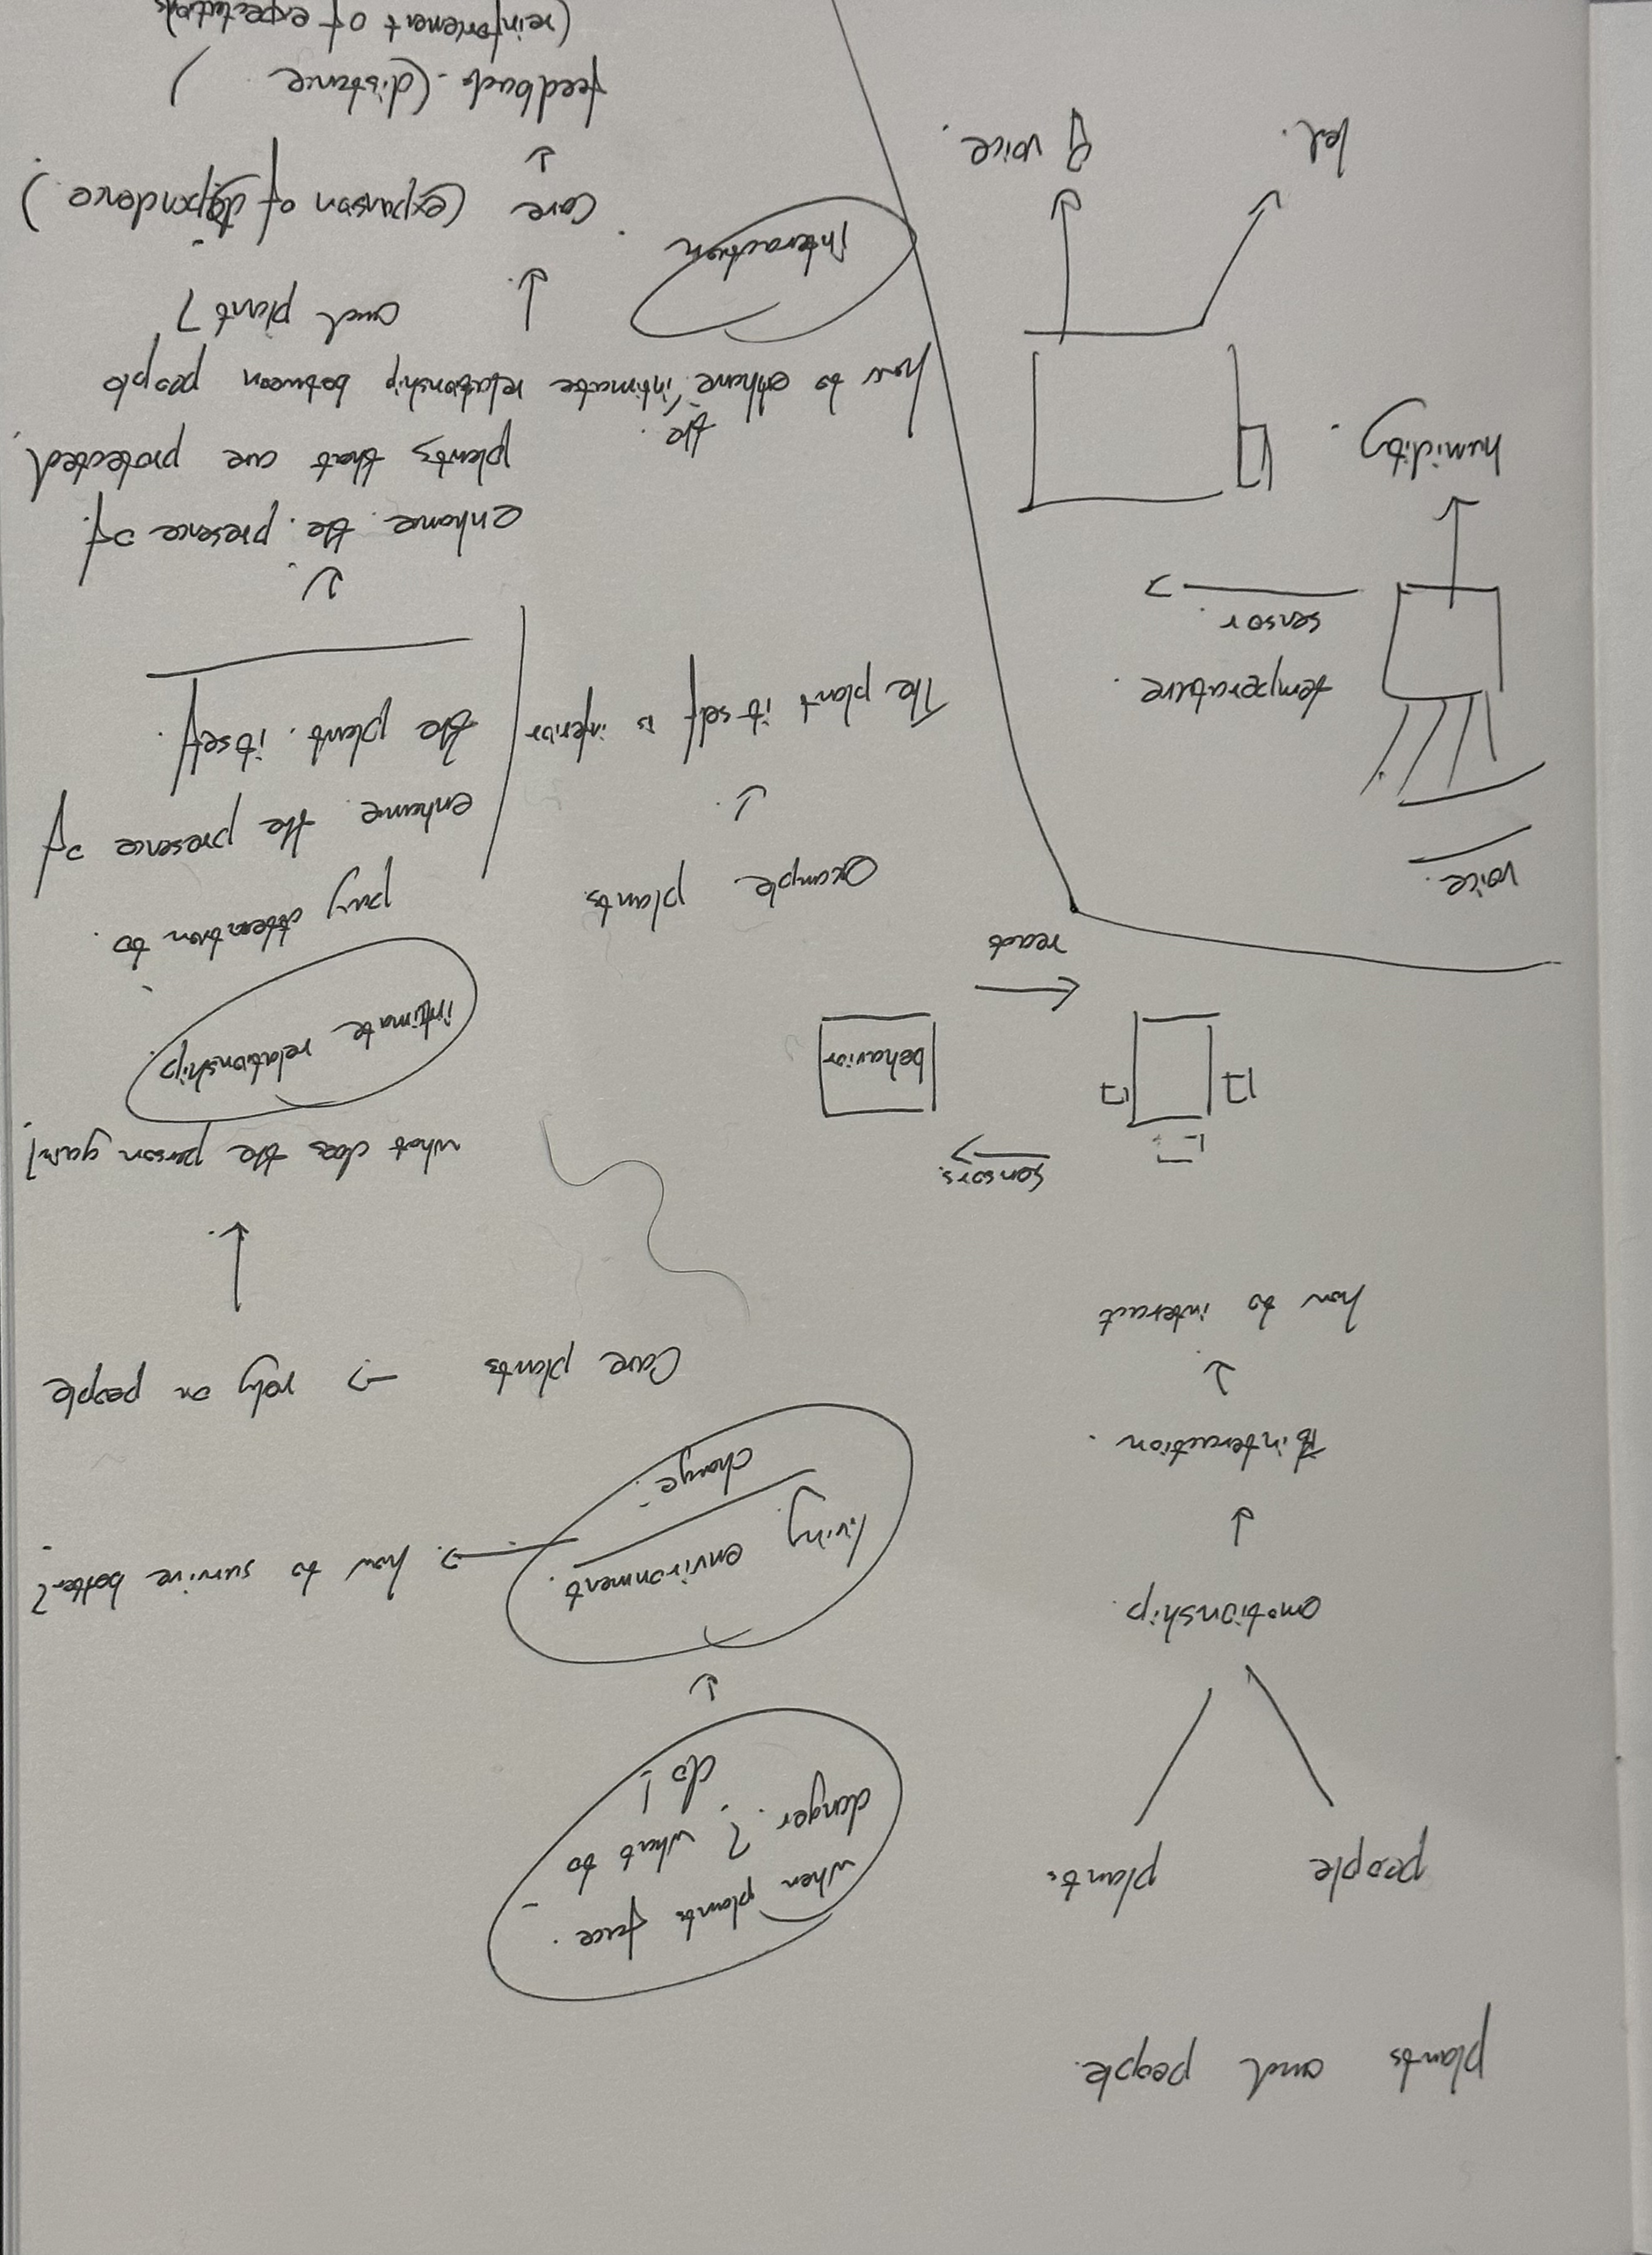 plants and people.
people
plants
emotionship.
interaction.
how to interact
sensors.
behavior
react
voice.
temperature.
sensor.
humidity.
led.
voice.
when plants face.
danger.? what to
do!
living environment.
change.
how to survive better?
Care plants → rely on people
what does the person gain?
intimate relationship.
pay attention to.
enhance the presence of
the plant itself.
example plants
The plant itself is inferior
enhance the presence of
plants that are protected.
the
how to enhance intimate relationship between people
and plant?
Interaction
care (expansion of dependence)
feedback. (distance )
(reinforcement of expectations